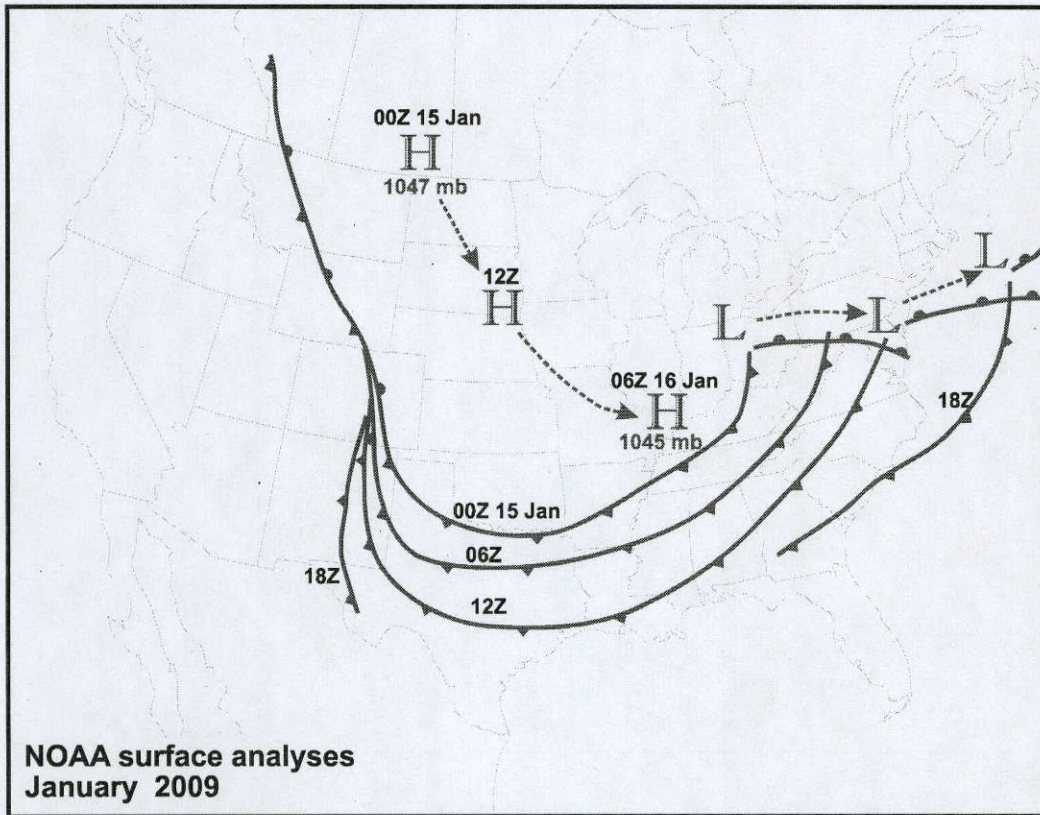 00Z 15 Jan
H
1047 mb
12Z
H
L
L
L
06Z 16 Jan
H
1045 mb
18Z
00Z 15 Jan
06Z
18Z
12Z
NOAA surface analyses
January 2009